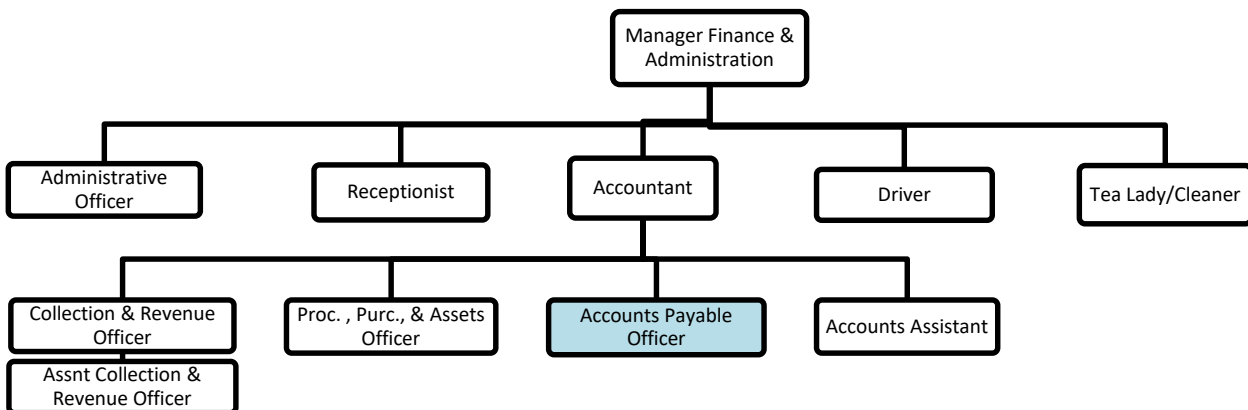 Manager Finance &
Administration
Administrative
Officer
Receptionist
Accountant
Driver
Tea Lady/Cleaner
Collection & Revenue
Officer
Proc. , Purc., & Assets
Officer
Accounts Payable
Officer
Accounts Assistant
Assnt Collection &
Revenue Officer